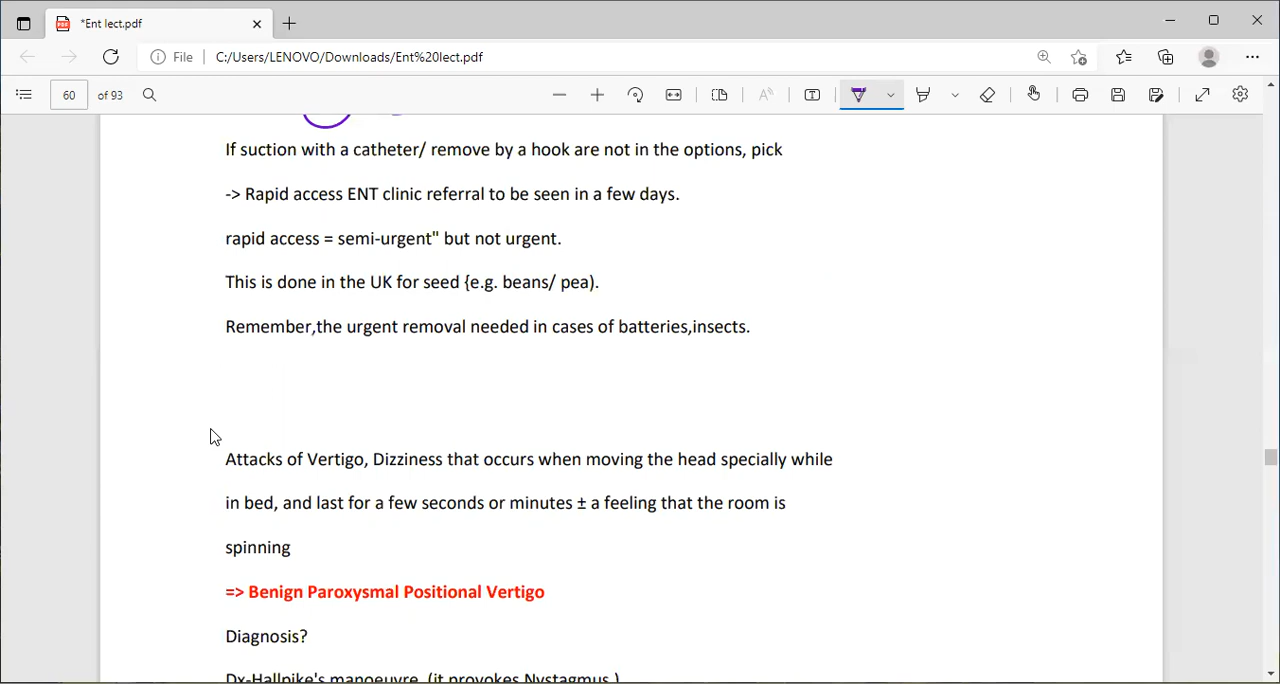 *Ent lect.pdf
File
C:/Users/LENOVO/Downloads/Ent%20lect.pdf
60 of 93
If suction with a catheter/ remove by a hook are not in the options, pick
-> Rapid access ENT clinic referral to be seen in a few days.
rapid access = semi-urgent" but not urgent.
This is done in the UK for seed {e.g. beans/ pea).
Remember,the urgent removal needed in cases of batteries,insects.
Attacks of Vertigo, Dizziness that occurs when moving the head specially while
in bed, and last for a few seconds or minutes ± a feeling that the room is
spinning
=> Benign Paroxysmal Positional Vertigo
Diagnosis?
Dx-Hallpike's manoeuvre. (it provokes Nystagmus.)